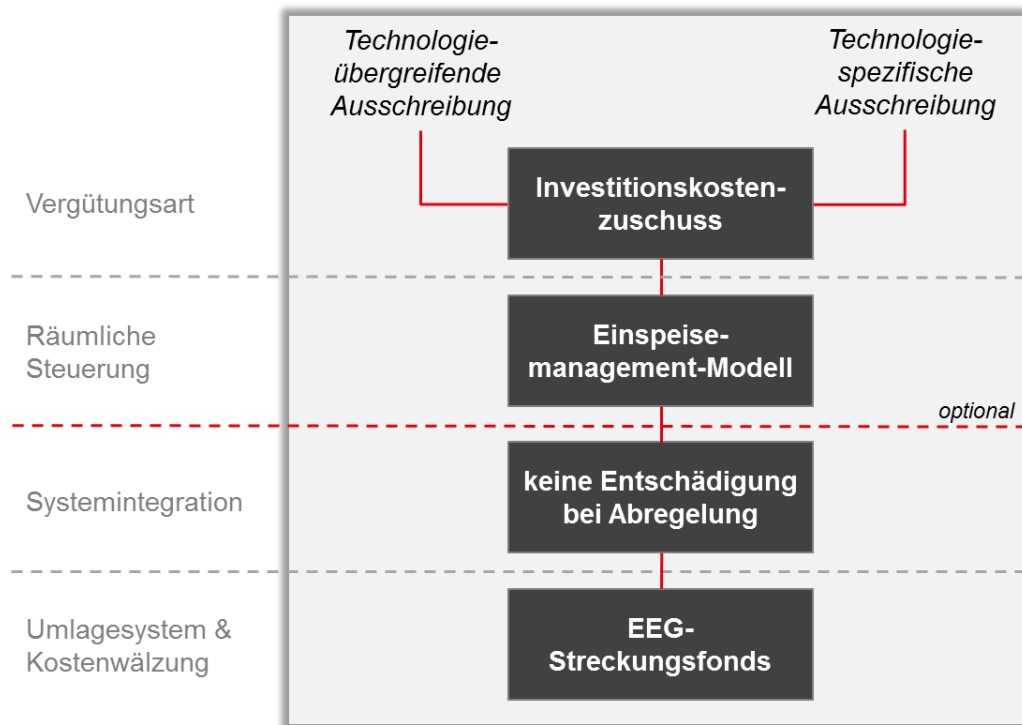 Technologie-
übergreifende
Ausschreibung
Technologie-
spezifische
Ausschreibung
Vergütungsart
Investitionskosten-
zuschuss
Räumliche
Steuerung
Einspeise-
management-Modell
optional
Systemintegration
keine Entschädigung
bei Abregelung
Umlagesystem &
Kostenwälzung
EEG-
Streckungsfonds